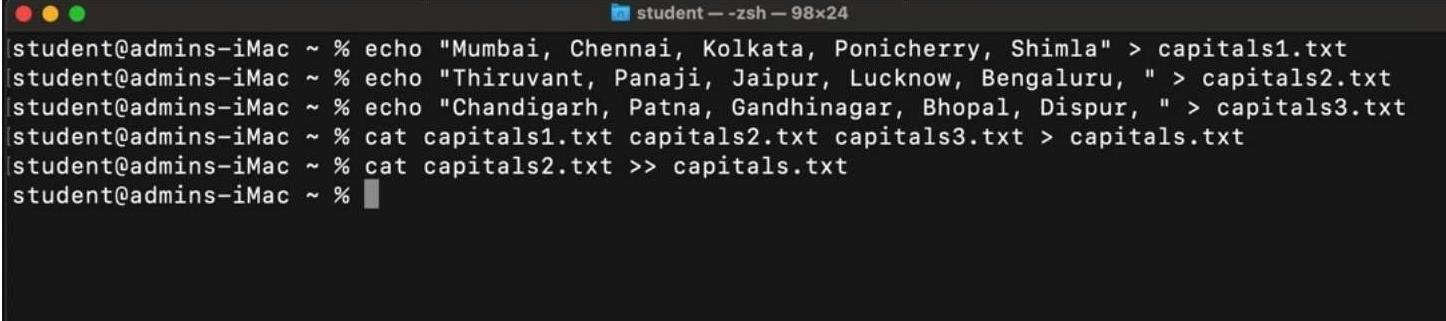 student — -zsh — 98×24
[student@admins-iMac ~ % echo "Mumbai, Chennai, Kolkata, Ponicherry, Shimla" > capitals1.txt
[student@admins-iMac ~ % echo "Thiruvant, Panaji, Jaipur, Lucknow, Bengaluru, " > capitals2.txt
[student@admins-iMac ~ % echo "Chandigarh, Patna, Gandhinagar, Bhopal, Dispur, " > capitals3.txt
[student@admins-iMac ~ % cat capitals1.txt capitals2.txt capitals3.txt > capitals.txt
[student@admins-iMac ~ % cat capitals2.txt >> capitals.txt
student@admins-iMac ~ %